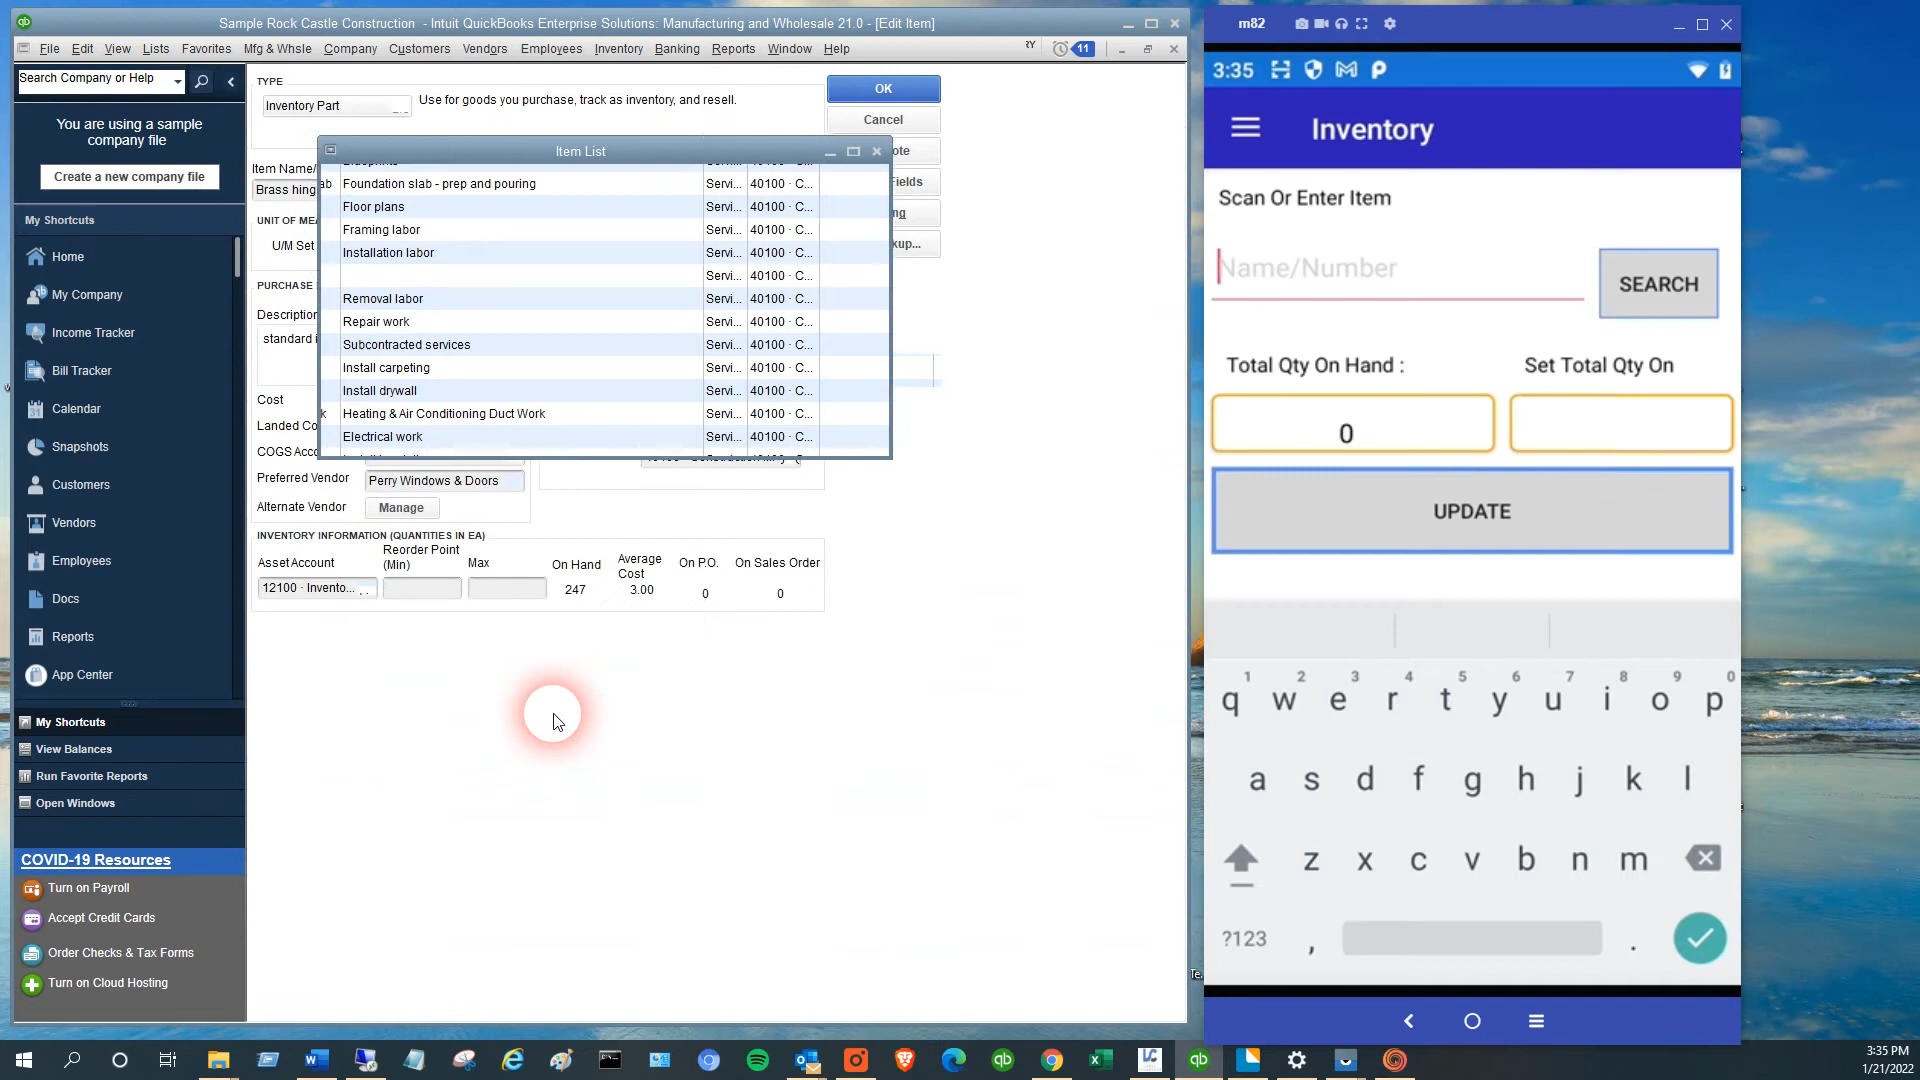 Sample Rock Castle Construction - Intuit QuickBooks Enterprise Solutions: Manufacturing and Wholesale 21.0 - [Edit Item]
File Edit View Lists Favorites Mfg & Whsle Company Customers Vendors Employees Inventory Banking Reports Window Help
11
Search Company or Help
You are using a sample
company file
Create a new company file
My Shortcuts
Home
My Company
Income Tracker
Bill Tracker
Calendar
Snapshots
Customers
Vendors
Employees
Docs
Reports
App Center
My Shortcuts
View Balances
Run Favorite Reports
Open Windows
COVID-19 Resources
Turn on Payroll
Accept Credit Cards
Order Checks & Tax Forms
Turn on Cloud Hosting
TYPE
Inventory Part
Use for goods you purchase, track as inventory, and resell.
OK
Cancel
ote
ields
ng
kup...
Item Name/
Brass hing
UNIT OF MEA
U/M Set
PURCHASE
Description
standard i
Cost
Landed Co
COGS Acco
Preferred Vendor
Perry Windows & Doors
Alternate Vendor
Manage
Item List
ab Foundation slab - prep and pouring Servi... 40100 · C...
Floor plans Servi... 40100 · C...
Framing labor Servi... 40100 · C...
Installation labor Servi... 40100 · C...
Servi... 40100 · C...
Removal labor Servi... 40100 · C...
Repair work Servi... 40100 · C...
Subcontracted services Servi... 40100 · C...
Install carpeting Servi... 40100 · C...
Install drywall Servi... 40100 · C...
k Heating & Air Conditioning Duct Work Servi... 40100 · C...
Electrical work Servi... 40100 · C...
INVENTORY INFORMATION (QUANTITIES IN EA)
Asset Account
Reorder Point
(Min)
Max
On Hand
Average
Cost
On P.O.
On Sales Order
12100 · Invento...
247
3.00
0
0
m82
3:35
Inventory
Scan Or Enter Item
Name/Number
SEARCH
Total Qty On Hand :
Set Total Qty On
0
UPDATE
1 2 3 4 5 6 7 8 9 0
q w e r t y u i o p
a s d f g h j k l
z x c v b n m
?123 , .
3:35 PM
1/21/2022